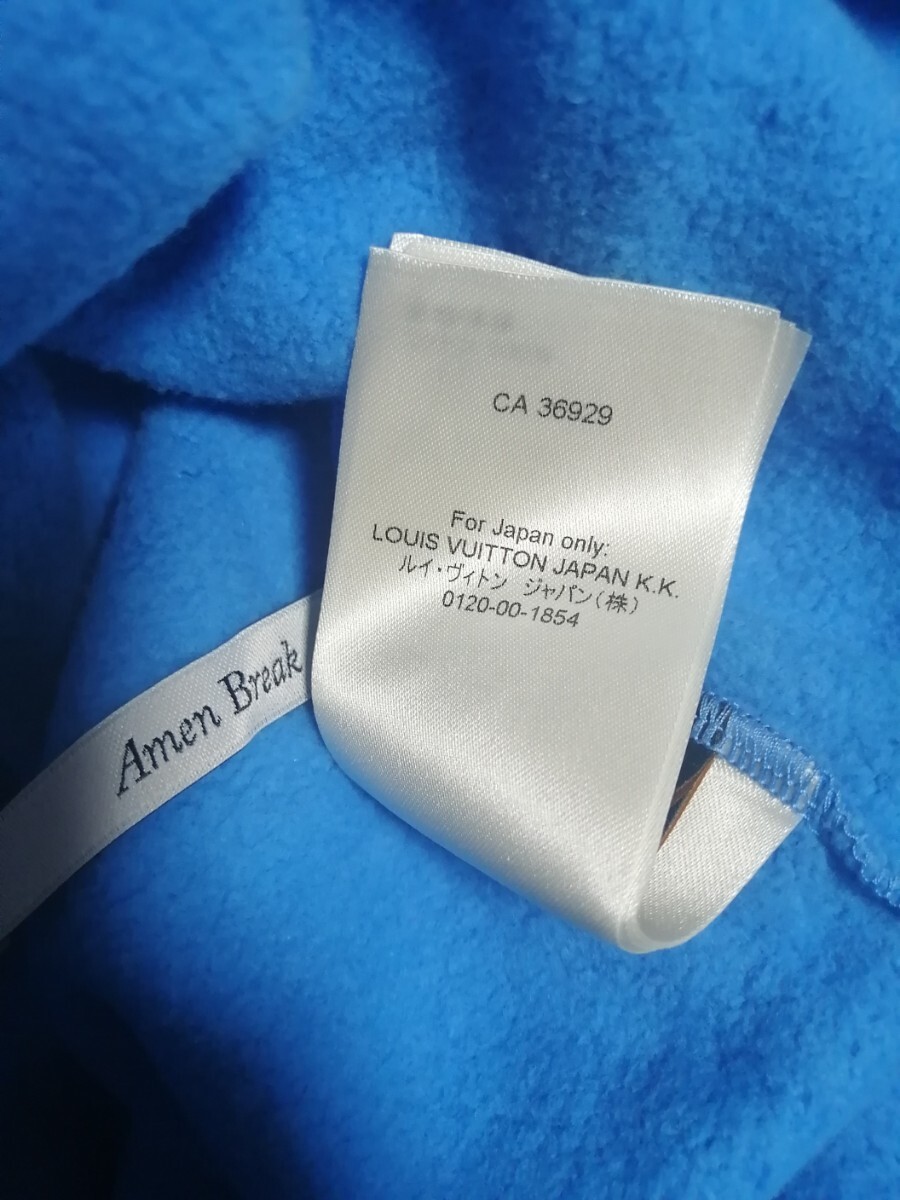 CA 36929
For Japan only:
LOUIS VUITTON JAPAN K.K.
ルイ・ヴィトン ジャパン(株)
0120-00-1854
Amen Break